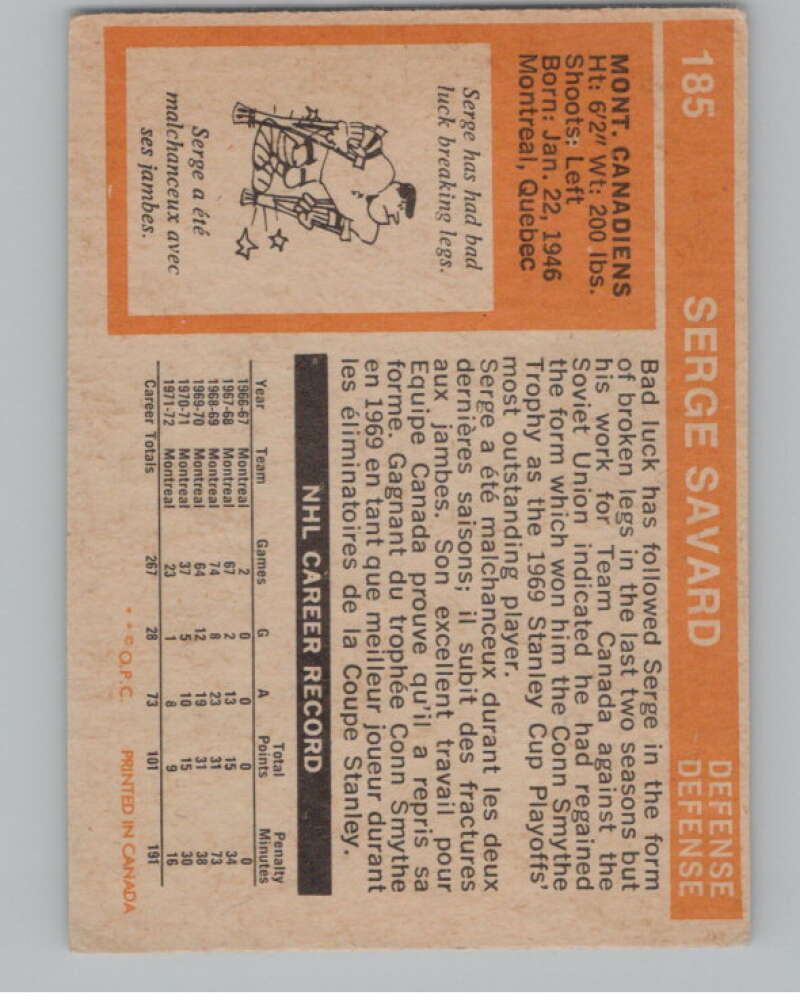 185 SERGE SAVARD DEFENSE
DEFENSE
MONT. CANADIENS
Ht: 6'2" Wt: 200 lbs.
Shoots: Left
Born: Jan. 22, 1946
Montreal, Quebec
Serge has had bad
luck breaking legs.
Serge a été
malchanceux avec
ses jambes.
Bad luck has followed Serge in the form
of broken legs in the last two seasons but
his work for Team Canada against the
Soviet Union indicated he had regained
the form which won him the Conn Smythe
Trophy as the 1969 Stanley Cup Playoffs'
most outstanding player.
Serge a été malchanceux durant les deux
dernières saisons; il subit des fractures
aux jambes. Son excellent travail pour
Equipe Canada prouve qu'il a repris sa
forme. Gagnant du trophée Conn Smythe
en 1969 en tant que meilleur joueur durant
les éliminatoires de la Coupe Stanley.
NHL CAREER RECORD
Year Team Games G A Total Points Penalty Minutes
1966-67 Montreal 2 0 0 0 0
1967-68 Montreal 67 2 13 15 34
1968-69 Montreal 74 8 23 31 73
1969-70 Montreal 64 12 19 31 38
1970-71 Montreal 37 5 10 15 30
1971-72 Montreal 23 1 8 9 16
Career Totals 267 28 73 101 191
* * © O.P.C. PRINTED IN CANADA